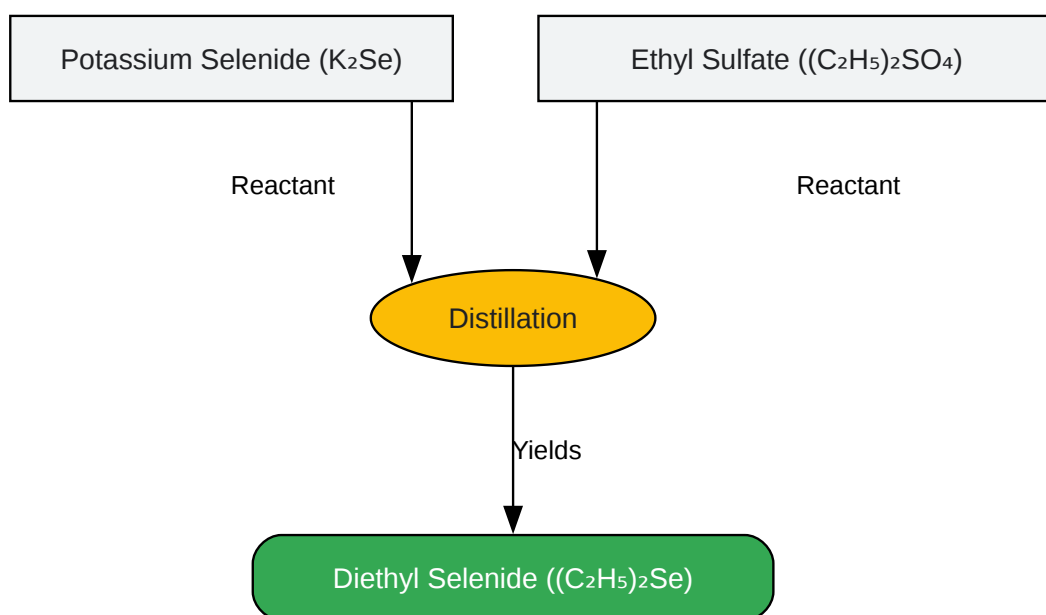 Potassium Selenide (K₂Se)
Ethyl Sulfate ((C₂H₅)₂SO₄)
Reactant
Reactant
Distillation
Yields
Diethyl Selenide ((C₂H₅)₂Se)